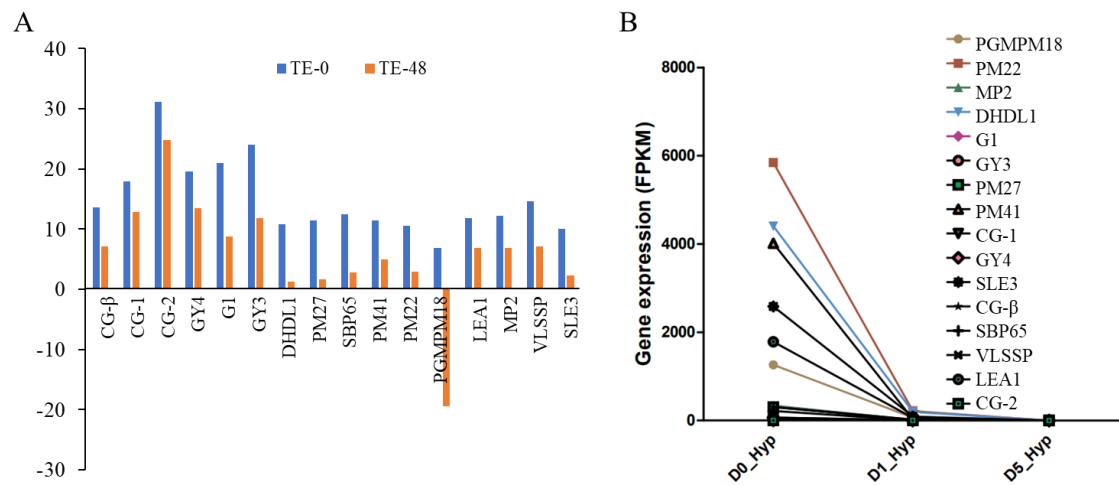 A
TE-0 TE-48
40
30
20
10
0
-10
-20
-30
CG-β CG-1 CG-2 GY4 G1 GY3 DHDL1 PM27 SBP65 PM41 PM22 PGMPM18 LEA1 MP2 VLSSP SLE3
B
Gene expression (FPKM)
8000
6000
4000
2000
0
D0_Hyp D1_Hyp D5_Hyp
PGMPM18
PM22
MP2
DHDL1
G1
GY3
PM27
PM41
CG-1
GY4
SLE3
CG-β
SBP65
VLSSP
LEA1
CG-2